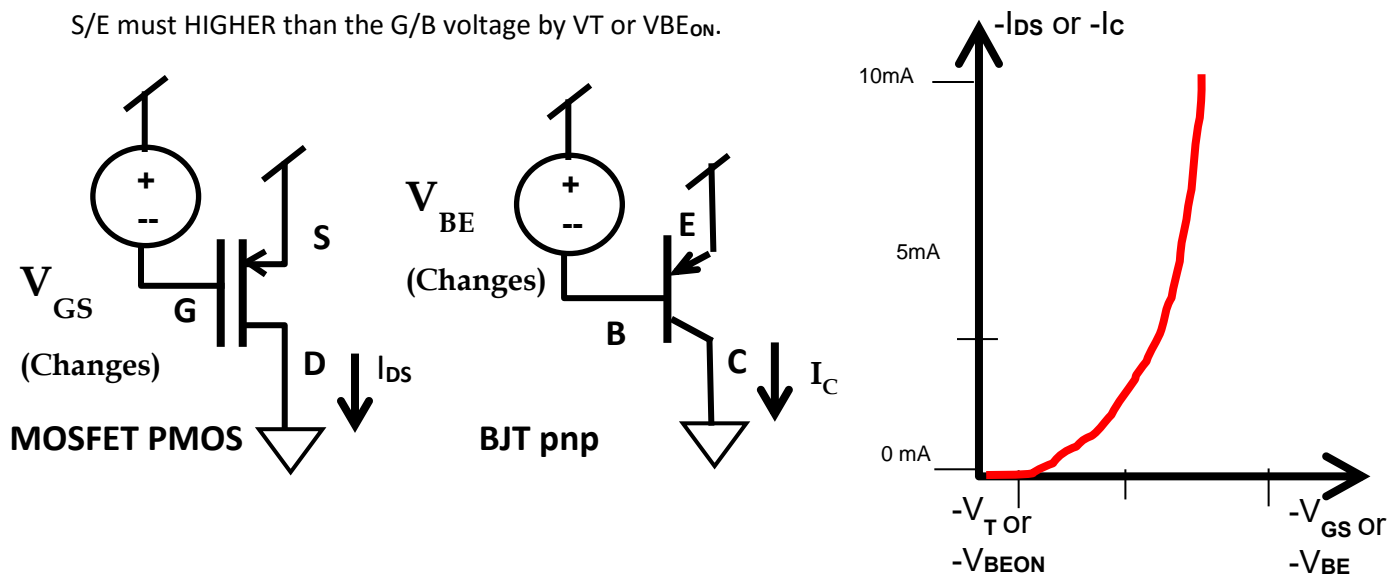 S/E must HIGHER than the G/B voltage by VT or VBEON.
+
--
VGS
(Changes)
G
S
D
IDS
MOSFET PMOS
VBE
(Changes)
+
--
E
B
C
IC
BJT pnp
-IDS or -IC
10mA
5mA
0 mA
-VT or
-VBEON
-VGS or
-VBE